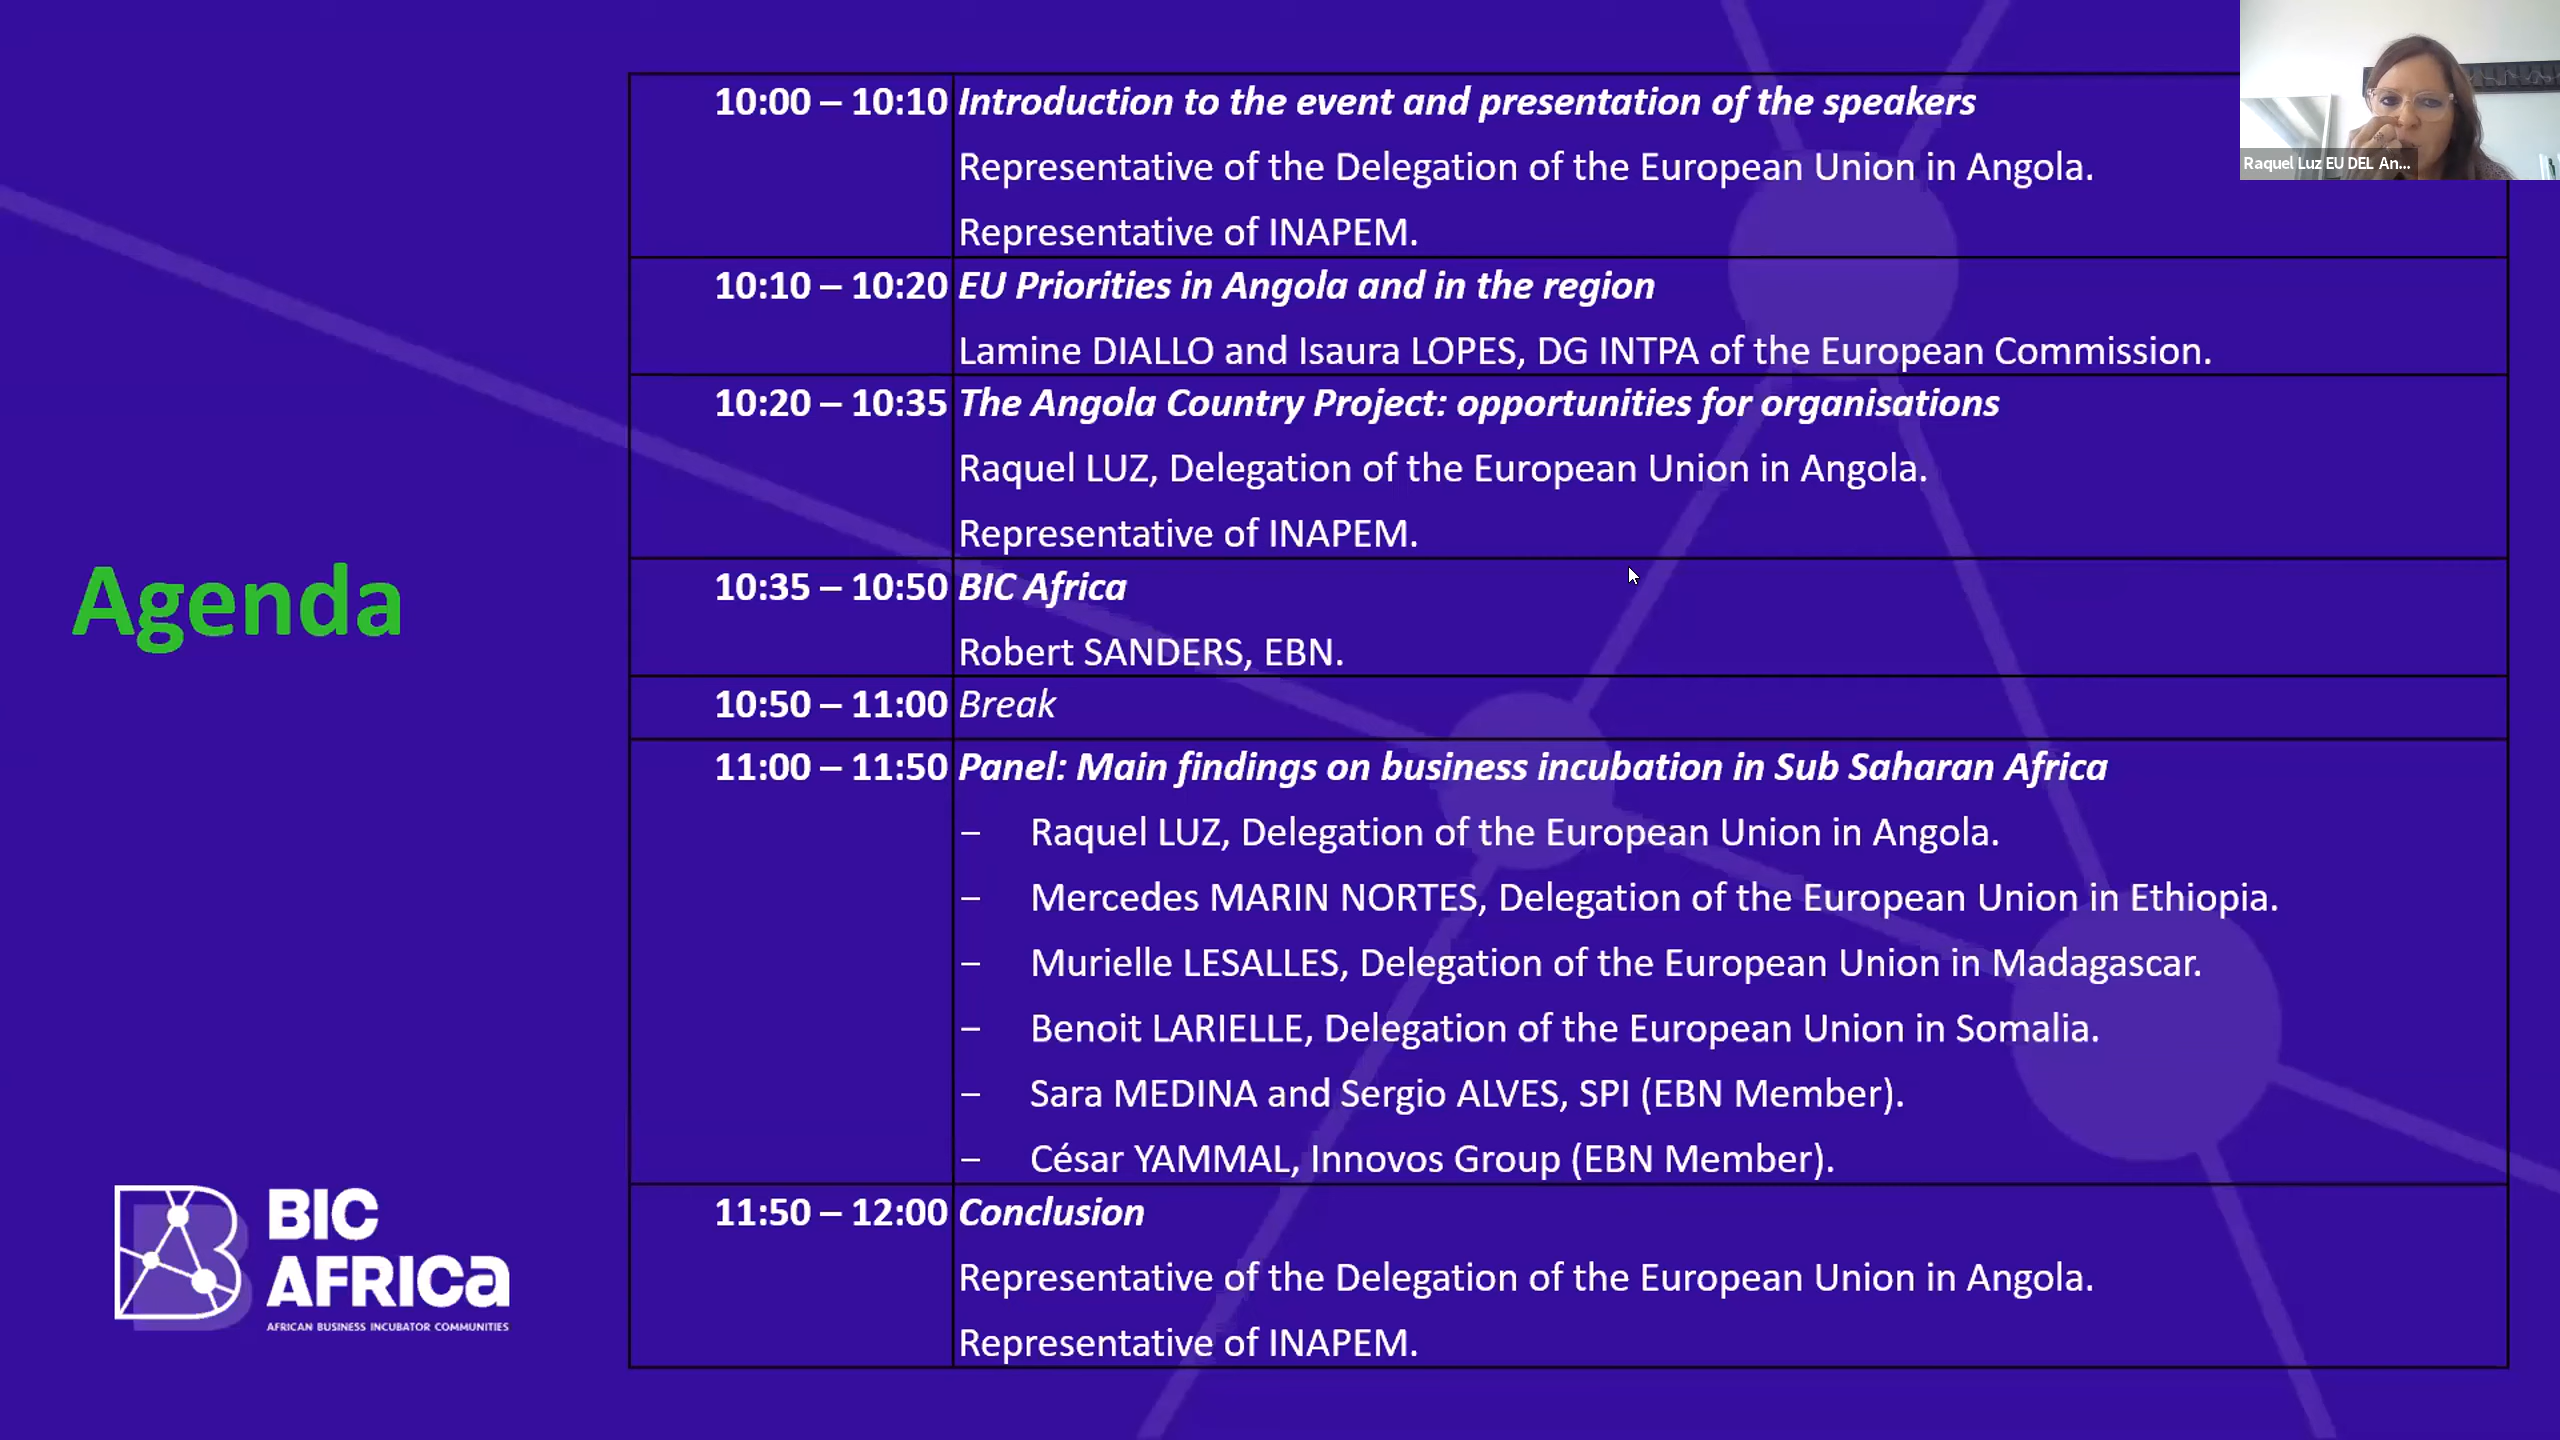 Raquel Luz EU DEL An...
10:00 – 10:10 Introduction to the event and presentation of the speakers
Representative of the Delegation of the European Union in Angola.
Representative of INAPEM.
10:10 – 10:20 EU Priorities in Angola and in the region
Lamine DIALLO and Isaura LOPES, DG INTPA of the European Commission.
10:20 – 10:35 The Angola Country Project: opportunities for organisations
Raquel LUZ, Delegation of the European Union in Angola.
Representative of INAPEM.
Agenda
10:35 – 10:50 BIC Africa
Robert SANDERS, EBN.
10:50 – 11:00 Break
11:00 – 11:50 Panel: Main findings on business incubation in Sub Saharan Africa
– Raquel LUZ, Delegation of the European Union in Angola.
– Mercedes MARIN NORTES, Delegation of the European Union in Ethiopia.
– Murielle LESALLES, Delegation of the European Union in Madagascar.
– Benoit LARIELLE, Delegation of the European Union in Somalia.
– Sara MEDINA and Sergio ALVES, SPI (EBN Member).
– César YAMMAL, Innovos Group (EBN Member).
11:50 – 12:00 Conclusion
Representative of the Delegation of the European Union in Angola.
Representative of INAPEM.
BIC
AFRICa
AFRICAN BUSINESS INCUBATOR COMMUNITIES